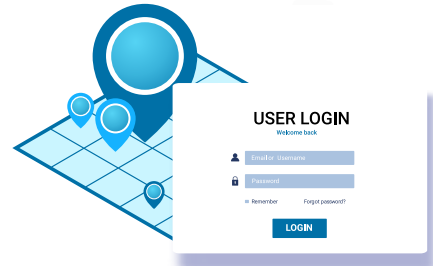 USER LOGIN
Welcome back
Email or Username
Password
Remember Forgot password?
LOGIN